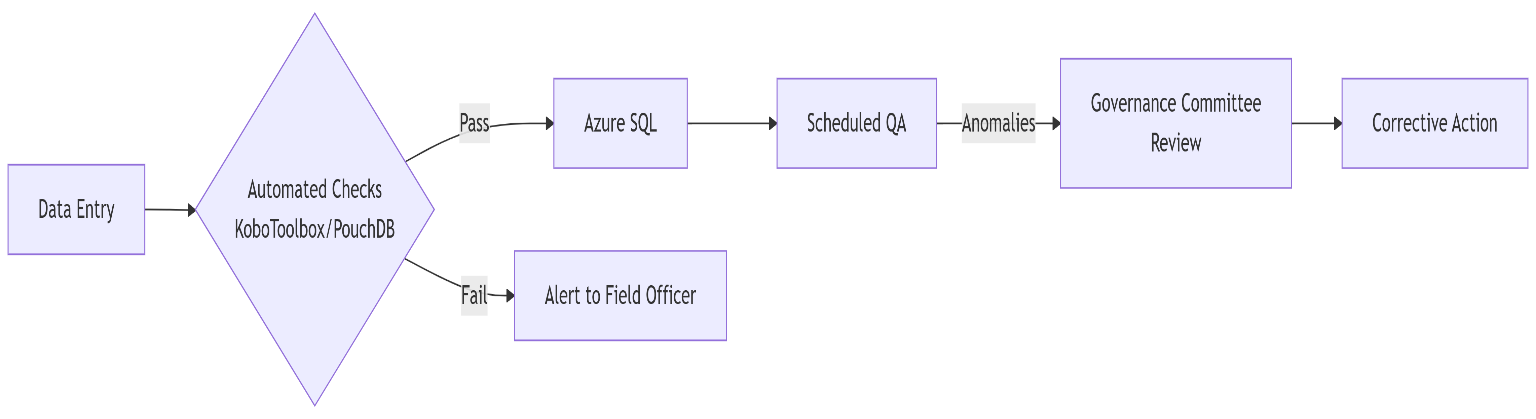 Data Entry
Automated Checks
KoboToolbox/PouchDB
Pass
Azure SQL
Scheduled QA
Anomalies
Governance Committee
Review
Corrective Action
Fail
Alert to Field Officer